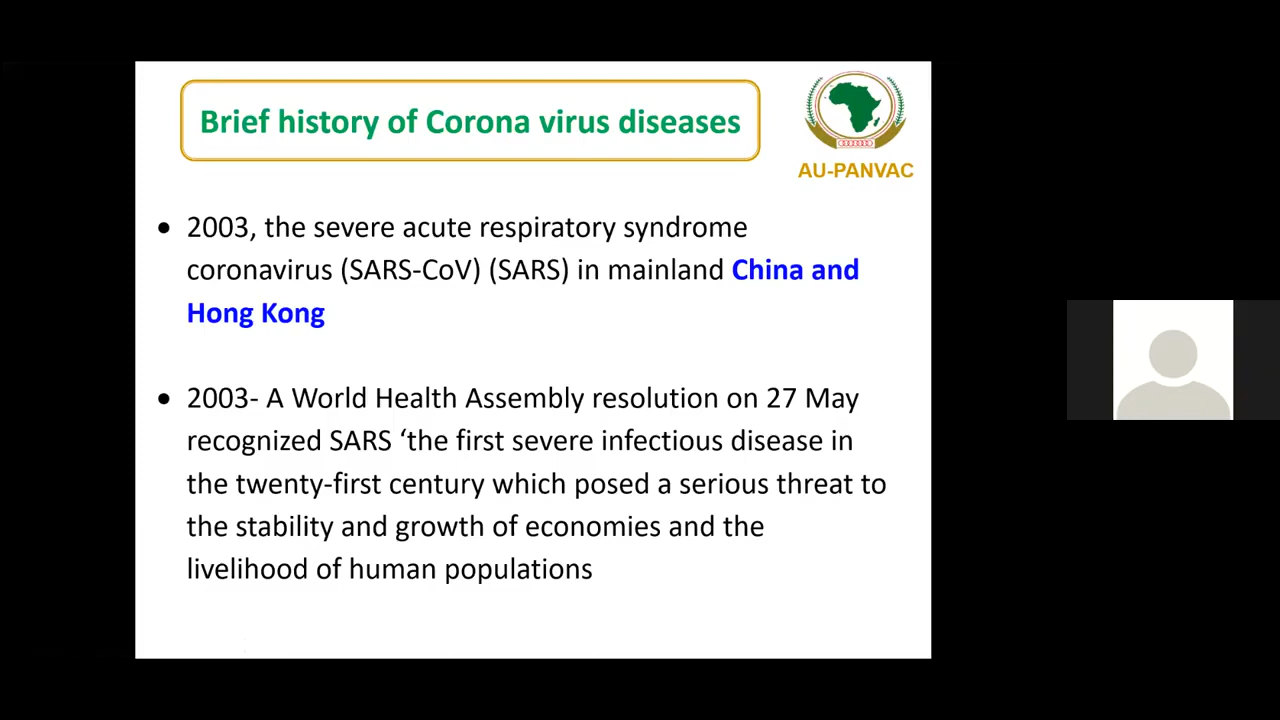 Brief history of Corona virus diseases
AU-PANVAC
• 2003, the severe acute respiratory syndrome
coronavirus (SARS-CoV) (SARS) in mainland China and
Hong Kong
• 2003- A World Health Assembly resolution on 27 May
recognized SARS ‘the first severe infectious disease in
the twenty-first century which posed a serious threat to
the stability and growth of economies and the
livelihood of human populations